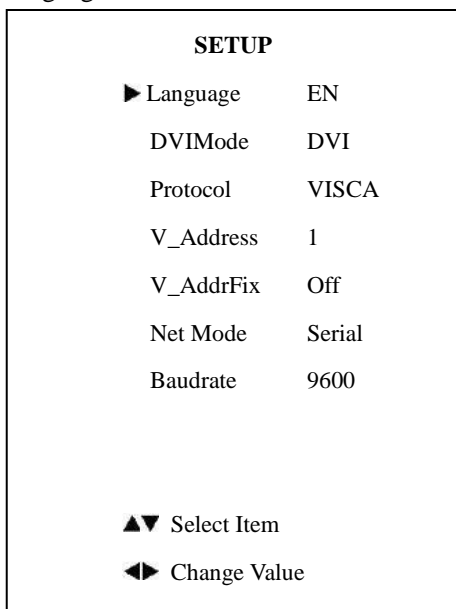 SETUP
Language EN
DVIMode DVI
Protocol VISCA
V_Address 1
V_AddrFix Off
Net Mode Serial
Baudrate 9600
Select Item
Change Value